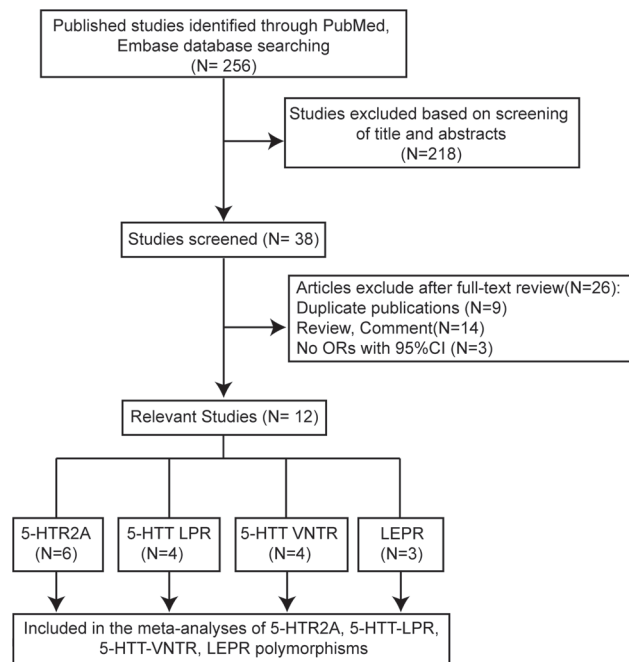 Published studies identified through PubMed,
Embase database searching
(N= 256)
Studies excluded based on screening
of title and abstracts
(N=218)
Studies screened (N= 38)
Articles exclude after full-text review(N=26):
Duplicate publications (N=9)
Review, Comment(N=14)
No ORs with 95%CI (N=3)
Relevant Studies (N= 12)
5-HTR2A
(N=6)
5-HTT LPR
(N=4)
5-HTT VNTR
(N=4)
LEPR
(N=3)
Included in the meta-analyses of 5-HTR2A, 5-HTT-LPR,
5-HTT-VNTR, LEPR polymorphisms